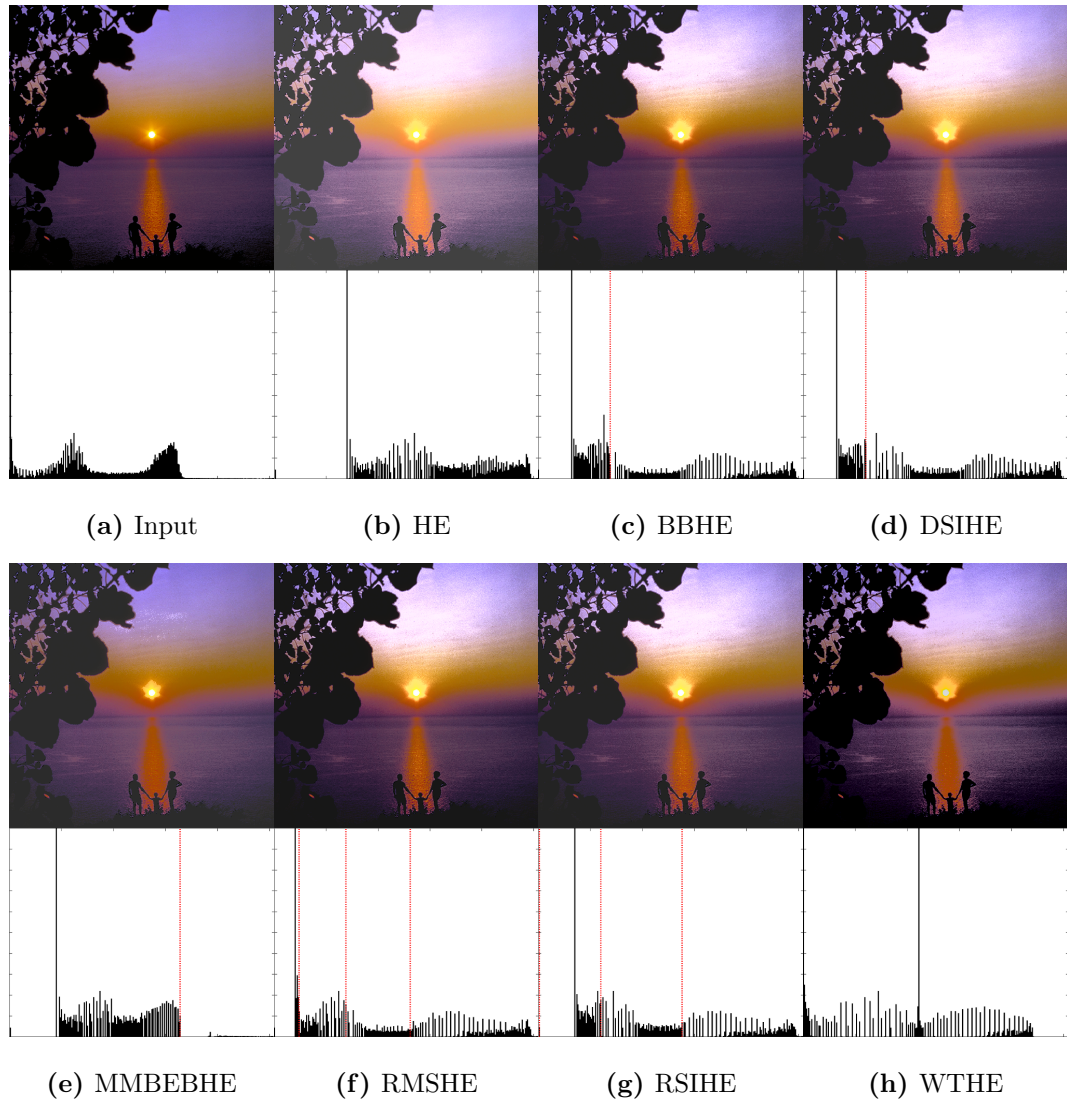 (a) Input
(b) HE
(c) BBHE
(d) DSIHE
(e) MMBEBHE
(f) RMSHE
(g) RSIHE
(h) WTHE